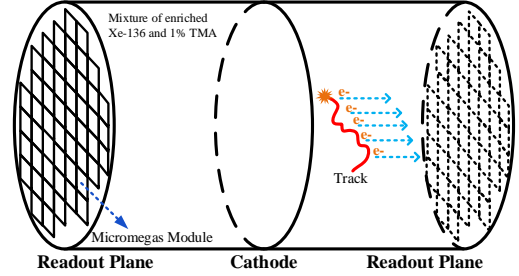 Mixture of enriched
Xe-136 and 1% TMA
e-
e-
e-
e-
e-
Track
Micromegas Module
Readout Plane
Cathode
Readout Plane